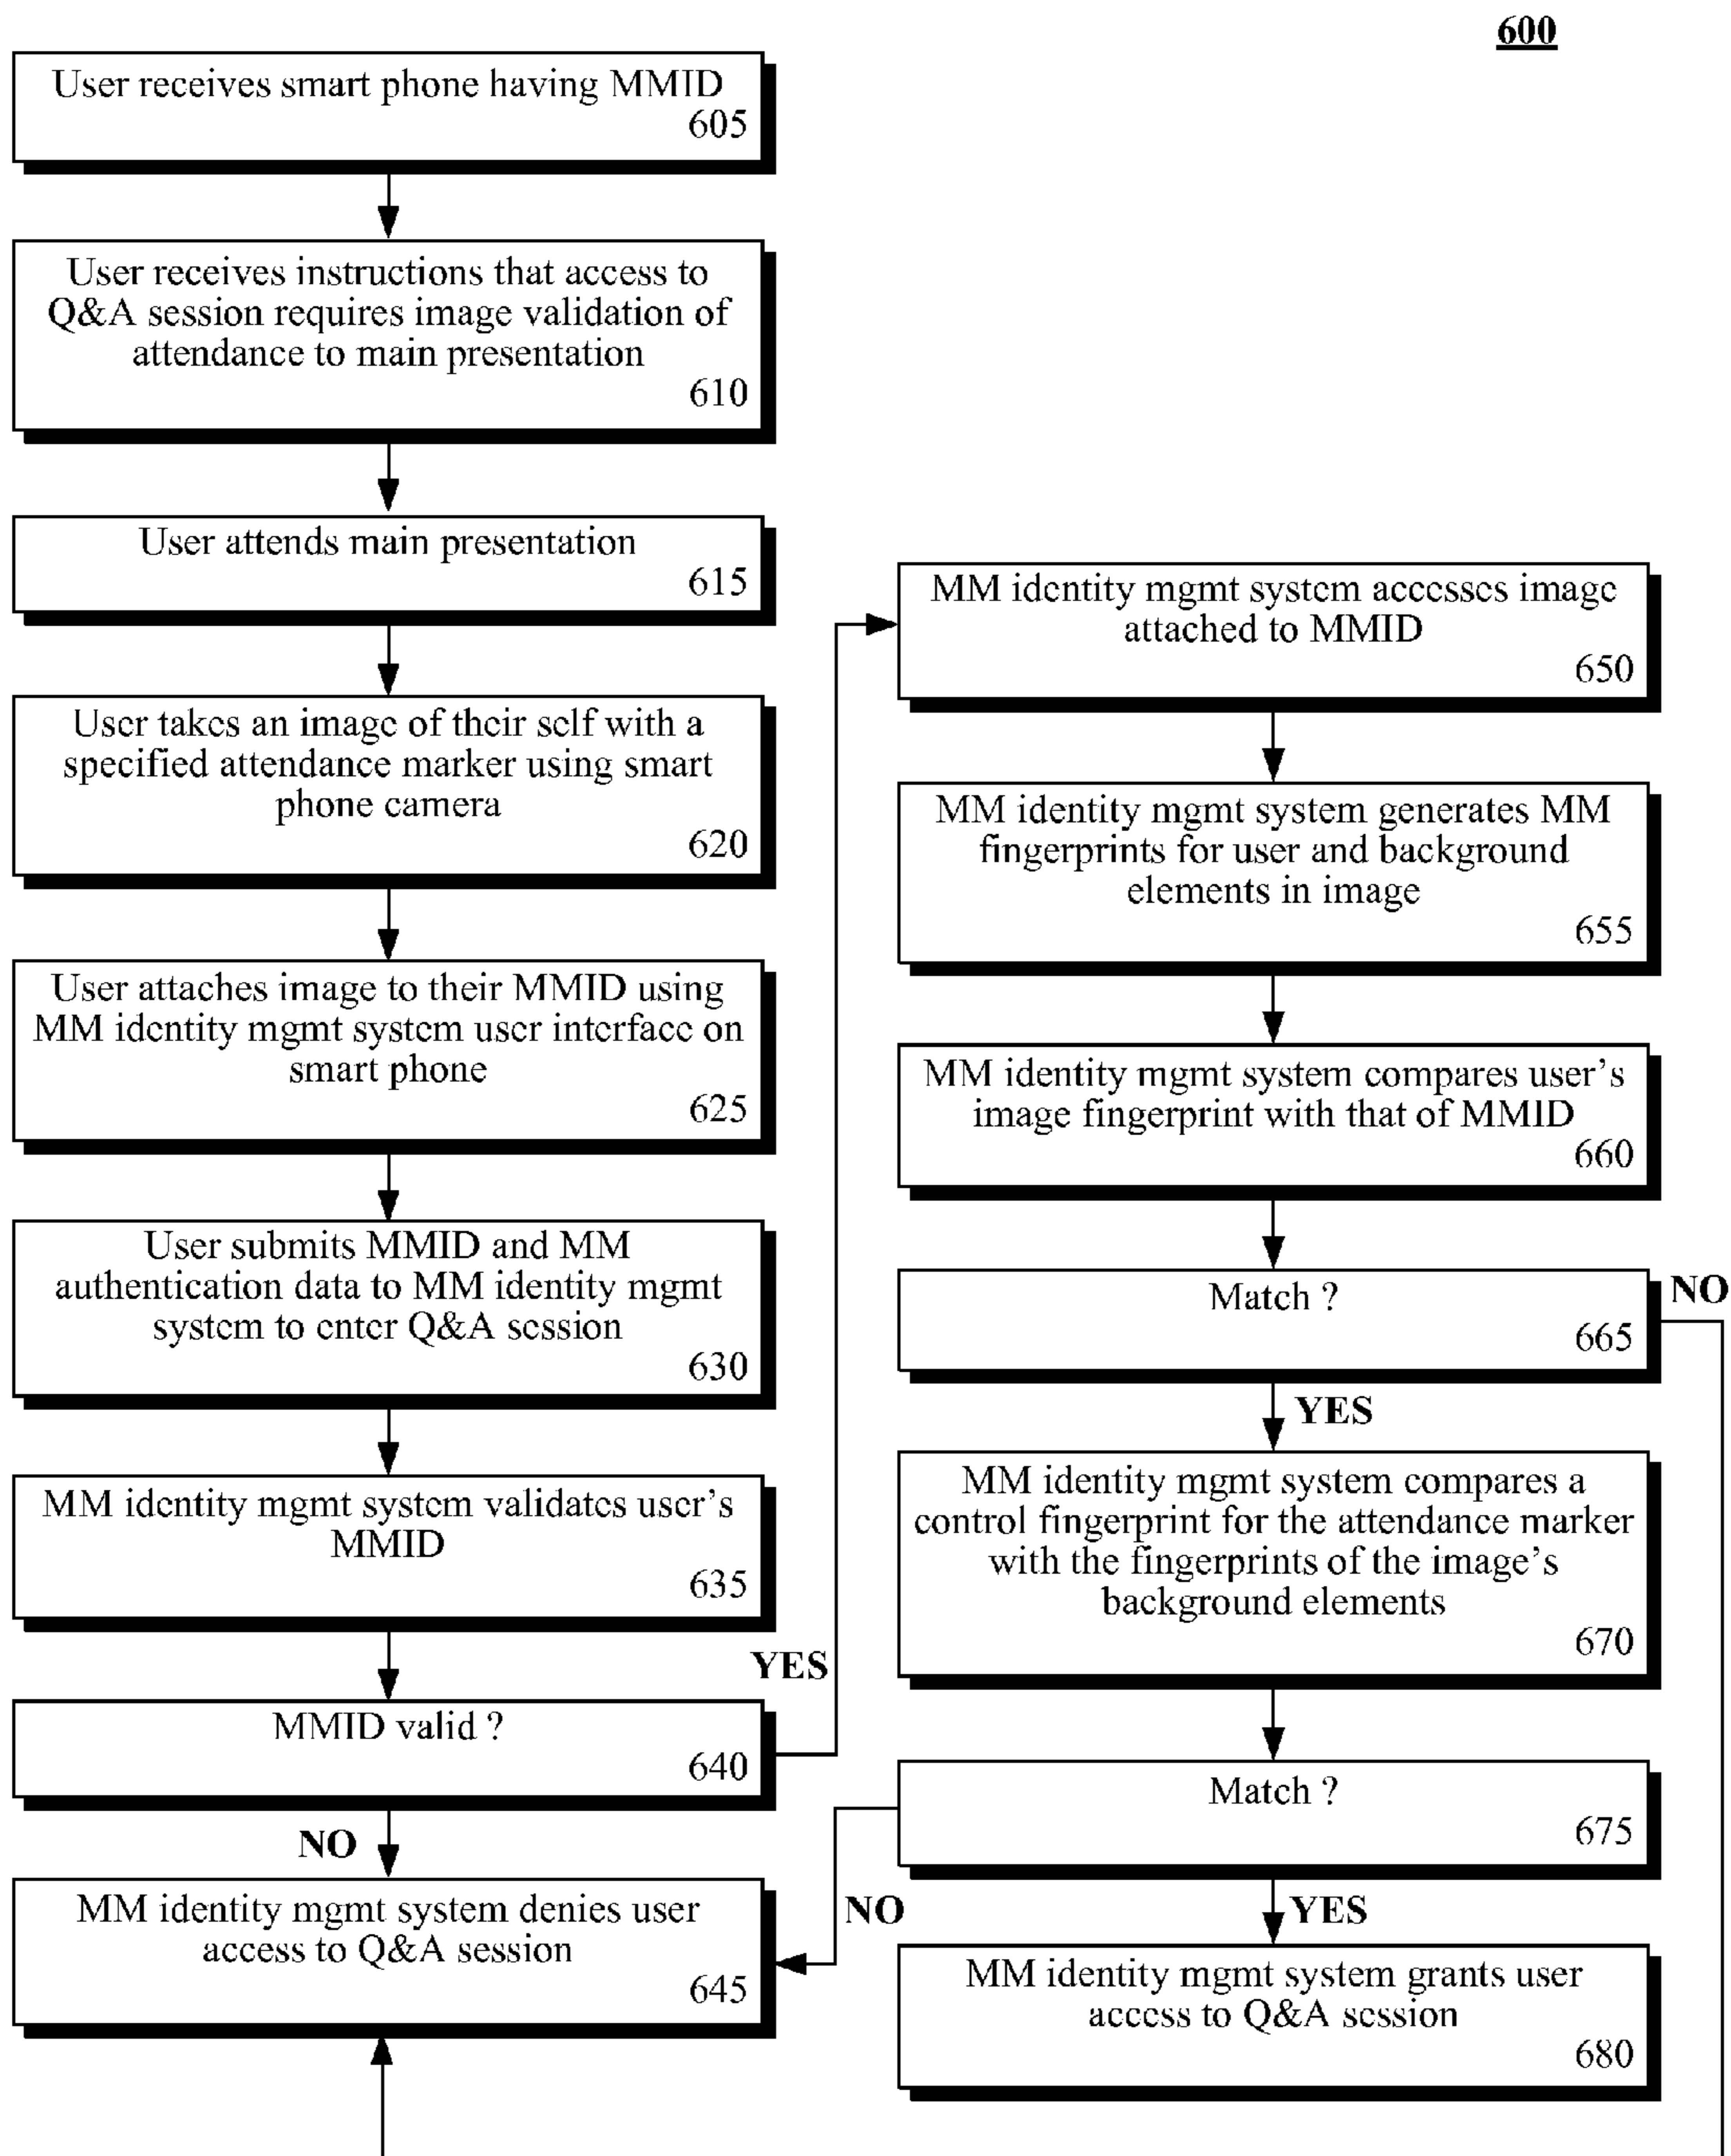 600
User receives smart phone having MMID
605
User receives instructions that access to
Q&A session requires image validation of
attendance to main presentation
610
User attends main presentation
615
User takes an image of their self with a
specified attendance marker using smart
phone camera
620
User attaches image to their MMID using
MM identity mgmt system user interface on
smart phone
625
User submits MMID and MM
authentication data to MM identity mgmt
system to enter Q&A session
630
MM identity mgmt system validates user's
MMID
635
YES
MMID valid ?
640
NO
MM identity mgmt system denies user
access to Q&A session
645
MM identity mgmt system accesses image
attached to MMID
650
MM identity mgmt system generates MM
fingerprints for user and background
elements in image
655
MM identity mgmt system compares user's
image fingerprint with that of MMID
660
Match ?
665
NO
YES
MM identity mgmt system compares a
control fingerprint for the attendance marker
with the fingerprints of the image's
background elements
670
Match ?
675
NO
YES
MM identity mgmt system grants user
access to Q&A session
680